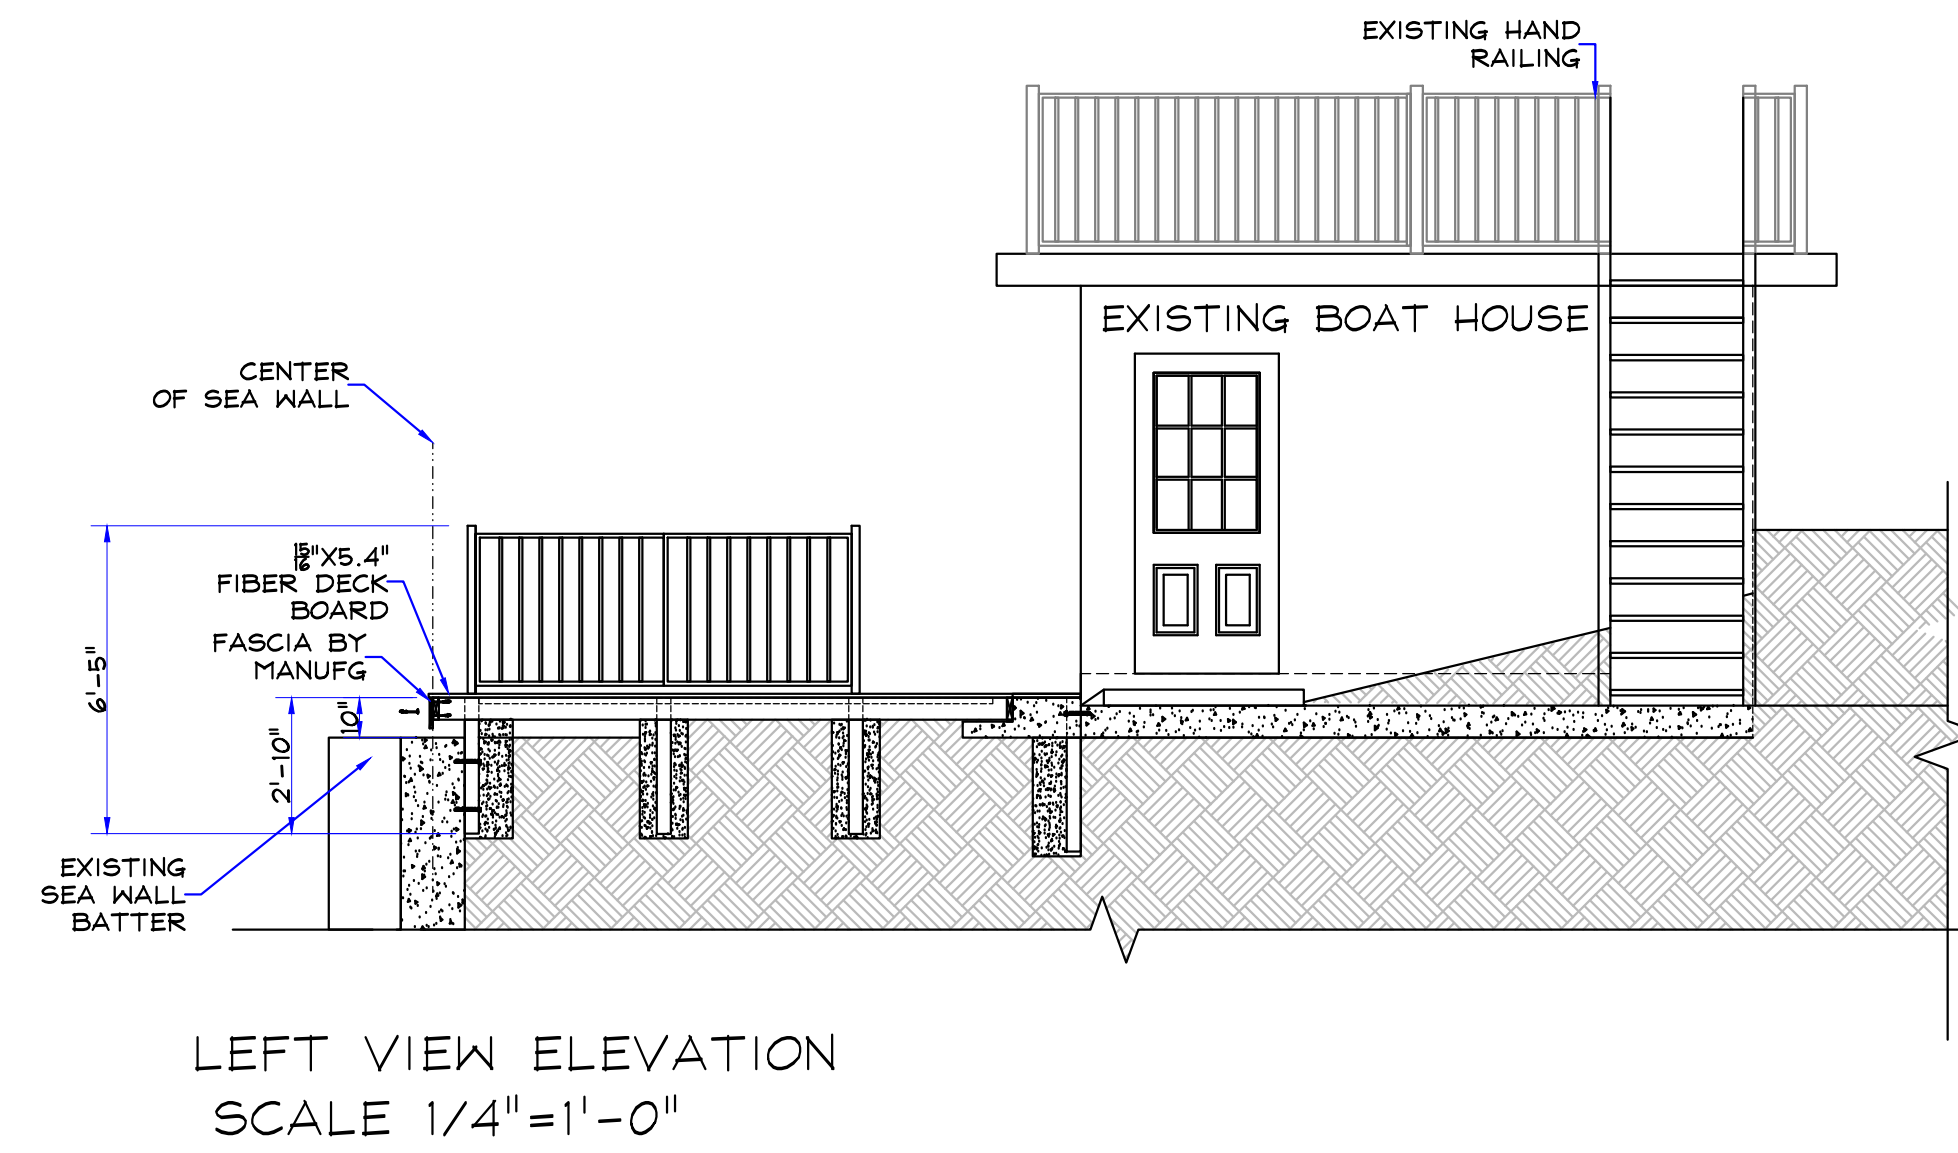 EXISTING HAND
RAILING
EXISTING BOAT HOUSE
CENTER
OF SEA WALL
15/16"X5.4"
FIBER DECK
BOARD
FASCIA BY
MANUFG
6'-5"
10"
2'-10"
EXISTING
SEA WALL
BATTER
LEFT VIEW ELEVATION
SCALE 1/4"=1'-0"